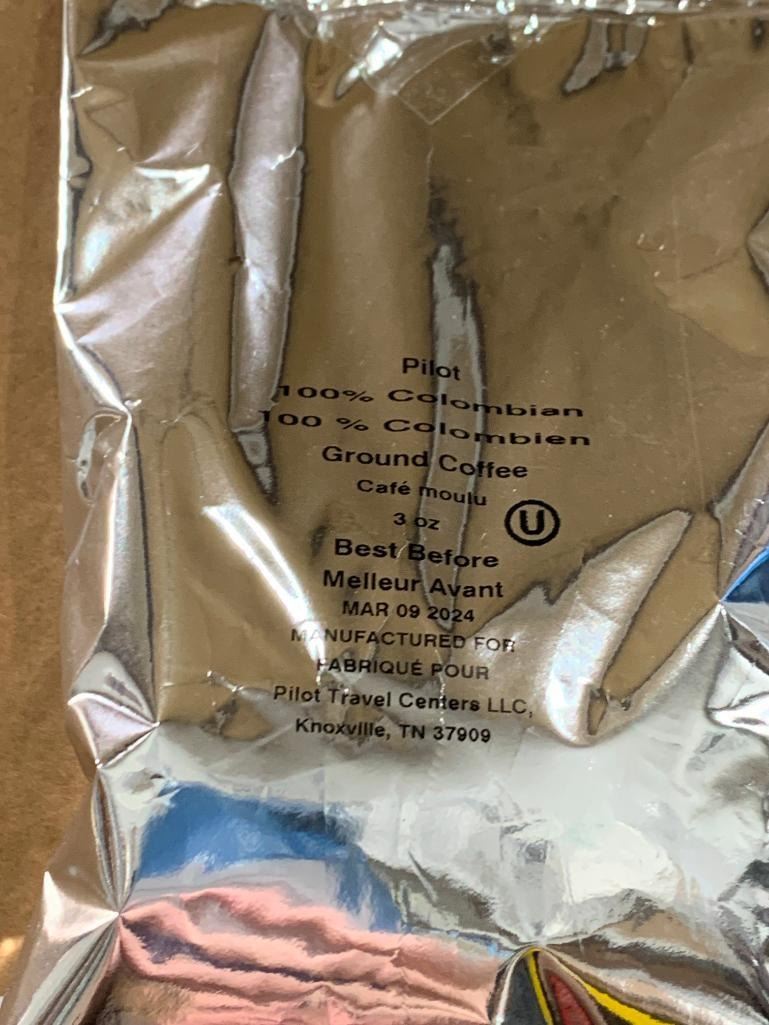 Pilot
100% Colombian
100 % Colombien
Ground Coffee
Café moulu
3 oz
U
Best Before
Melleur Avant
MAR 09 2024
MANUFACTURED FOR
FABRIQUÉ POUR
Pilot Travel Centers LLC,
Knoxville, TN 37909